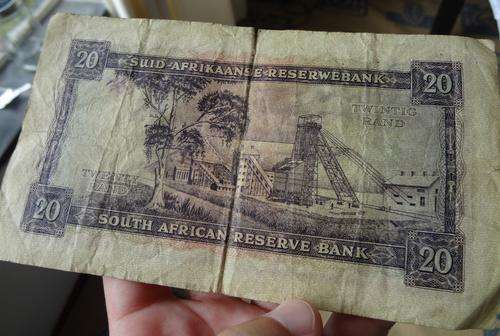 20
SUID-AFRIKAANSE RESERWEBANK
20
TWINTIG
RAND
TWENTY
RAND
20
SOUTH AFRICAN RESERVE BANK
20